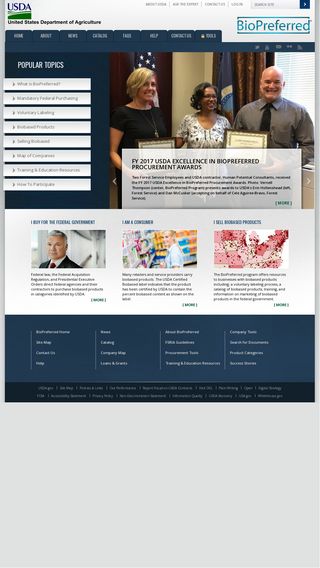 USDA
United States Department of Agriculture
ABOUT USDA ASK THE EXPERT CONTACT US LOG IN SEARCH SITE
BioPreferred
HOME ABOUT NEWS CATALOG FAQS HELP CONTACT US TOOLS
POPULAR TOPICS
What is BioPreferred?
Mandatory Federal Purchasing
Voluntary Labeling
Biobased Products
Selling Biobased
Map of Companies
Training & Education Resources
How To Participate
FY 2017 USDA EXCELLENCE IN BIOPREFERRED
PROCUREMENT AWARDS
Two Forest Service Employees and USDA contractor, Human Potential Consultants, received
the FY 2017 USDA Excellence in BioPreferred Procurement Awards. Photo: Vernell
Thompson (center, BioPreferred Program) presents awards to USDA's Don Hollenshead (left,
Forest Service) and Dan McCusker (accepting on behalf of Cele Aguirre-Bravo, Forest
Service).
[ MORE ]
I BUY FOR THE FEDERAL GOVERNMENT
Federal law, the Federal Acquisition
Regulation, and Presidential Executive
Orders direct federal agencies and their
contractors to purchase biobased products
in categories identified by USDA.
[ MORE ]
I AM A CONSUMER
Many retailers and service providers carry
biobased products. The USDA Certified
Biobased label indicates that the product
has been certified by USDA to contain the
percent biobased content as shown on the
label.
[ MORE ]
I SELL BIOBASED PRODUCTS
The BioPreferred program offers resources
to businesses with biobased products
including: a voluntary labeling process, a
catalog of biobased products, training, and
information on marketing of biobased
products in the federal government.
[ MORE ]
BioPreferred Home News About BioPreferred Company Tools
Site Map Catalog FSRIA Guidelines Search for Documents
Contact Us Company Map Procurement Tools Product Categories
Help Loans & Grants Training & Educational Resources Success Stories
USDA.gov Site Map Policies & Links Our Performance Report Fraud on USDA Contracts Visit OIG Plain Writing Open Digital Strategy
FOIA Accessibility Statement Privacy Policy Non-Discrimination Statement Information Quality USDA Recovery USA.gov Whitehouse.gov